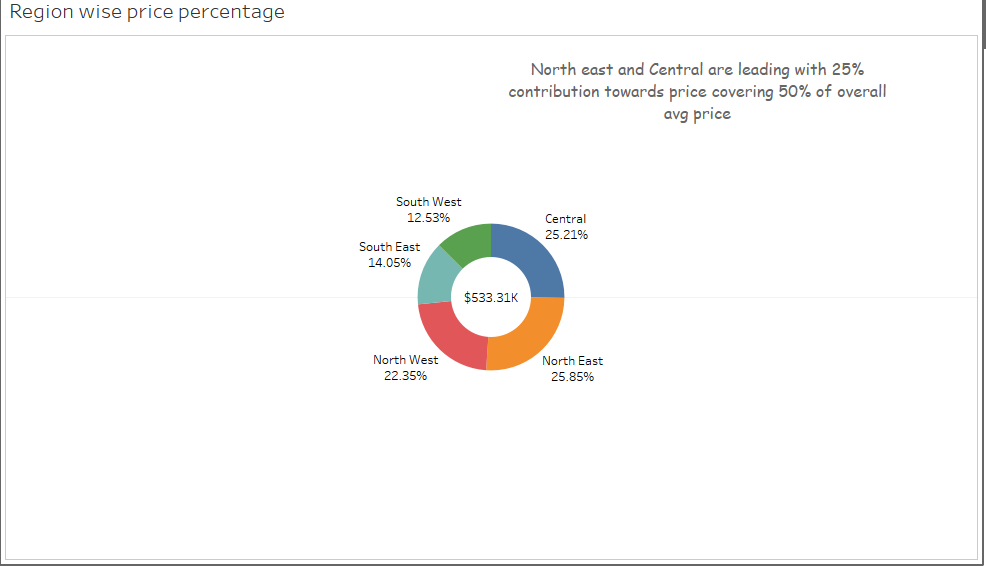 Region wise price percentage
North east and Central are leading with 25%
contribution towards price covering 50% of overall
avg price
South West
12.53%
Central
25.21%
South East
14.05%
$533.31K
North West
22.35%
North East
25.85%